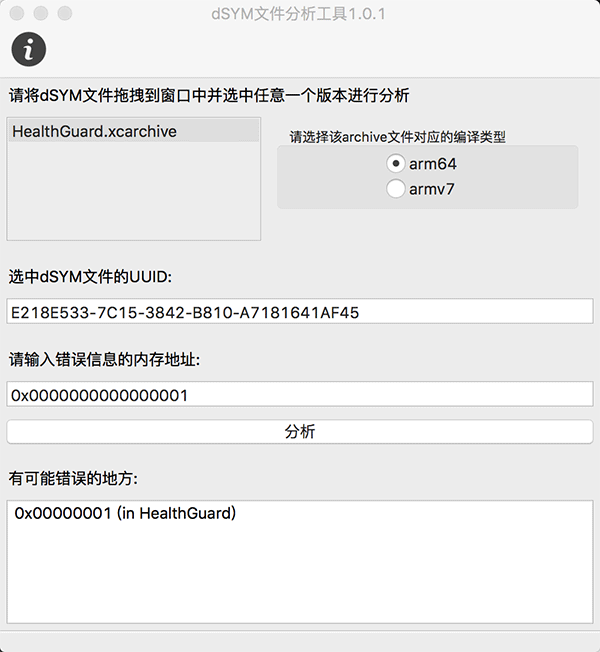 dSYM文件分析工具1.0.1
请将dSYM文件拖拽到窗口中并选中任意一个版本进行分析
HealthGuard.xcarchive
请选择该archive文件对应的编译类型
arm64
armv7
选中dSYM文件的UUID:
E218E533-7C15-3842-B810-A7181641AF45
请输入错误信息的内存地址:
0x0000000000000001
分析
有可能错误的地方:
0x00000001 (in HealthGuard)